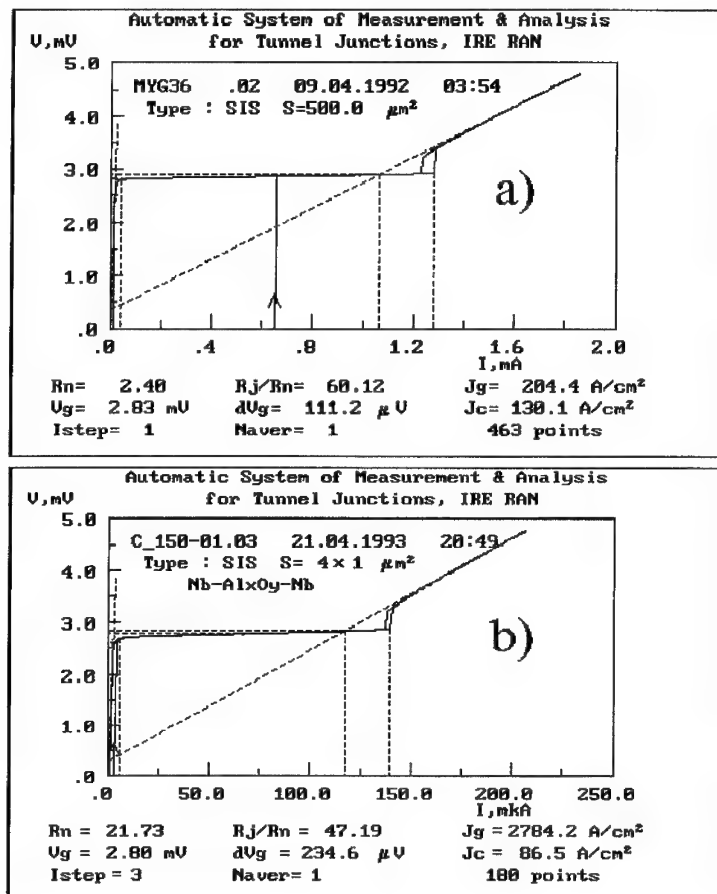 Automatic System of Measurement & Analysis
for Tunnel Junctions, IRE RAN
V,mV
5.0
MYG36 .02 09.04.1992 03:54
Type : SIS S=500.0 μm²
4.0
3.0
a)
2.0
1.0
.0
.0 .4 .8 1.2 1.6 2.0
I,mA
Rn= 2.40 Rj/Rn= 60.12 Jg= 204.4 A/cm²
Vg= 2.83 mV dVg= 111.2 μV Jc= 130.1 A/cm²
Istep= 1 Naver= 1 463 points
Automatic System of Measurement & Analysis
for Tunnel Junctions, IRE RAN
V,mV
5.0
C_150-01.03 21.04.1993 20:49
Type : SIS S= 4×1 μm²
4.0
Nb-AlxOy-Nb
3.0
b)
2.0
1.0
.0
.0 50.0 100.0 150.0 200.0 250.0
I,mkA
Rn = 21.73 Rj/Rn = 47.19 Jg =2784.2 A/cm²
Vg = 2.80 mV dVg = 234.6 μV Jc = 86.5 A/cm²
Istep = 3 Naver= 1 180 points